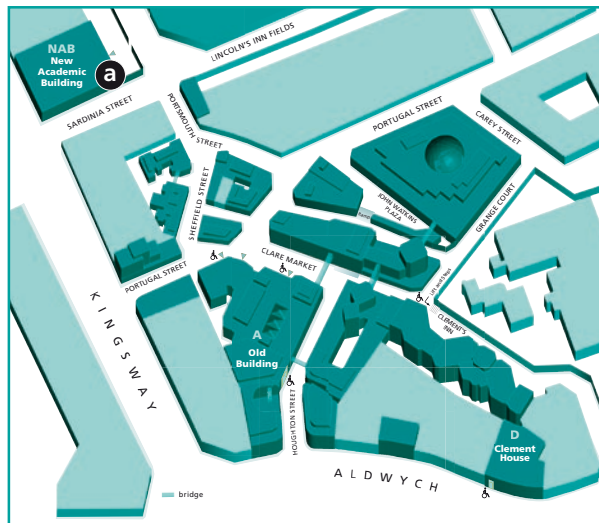 NAB
New
Academic
Building
a
LINCOLN'S INN FIELDS
SARDINIA STREET
PORTSMOUTH
STREET
PORTUGAL STREET
CAREY STREET
SHEFFIELD STREET
JOHN WATKINS
PLAZA
Ramp
GRANGE COURT
CLARE MARKET
PORTUGAL STREET
CLEMENT'S
INN
KINGSWAY
A
Old
Building
HOUGHTON STREET
D
Clement
House
ALDWYCH
bridge